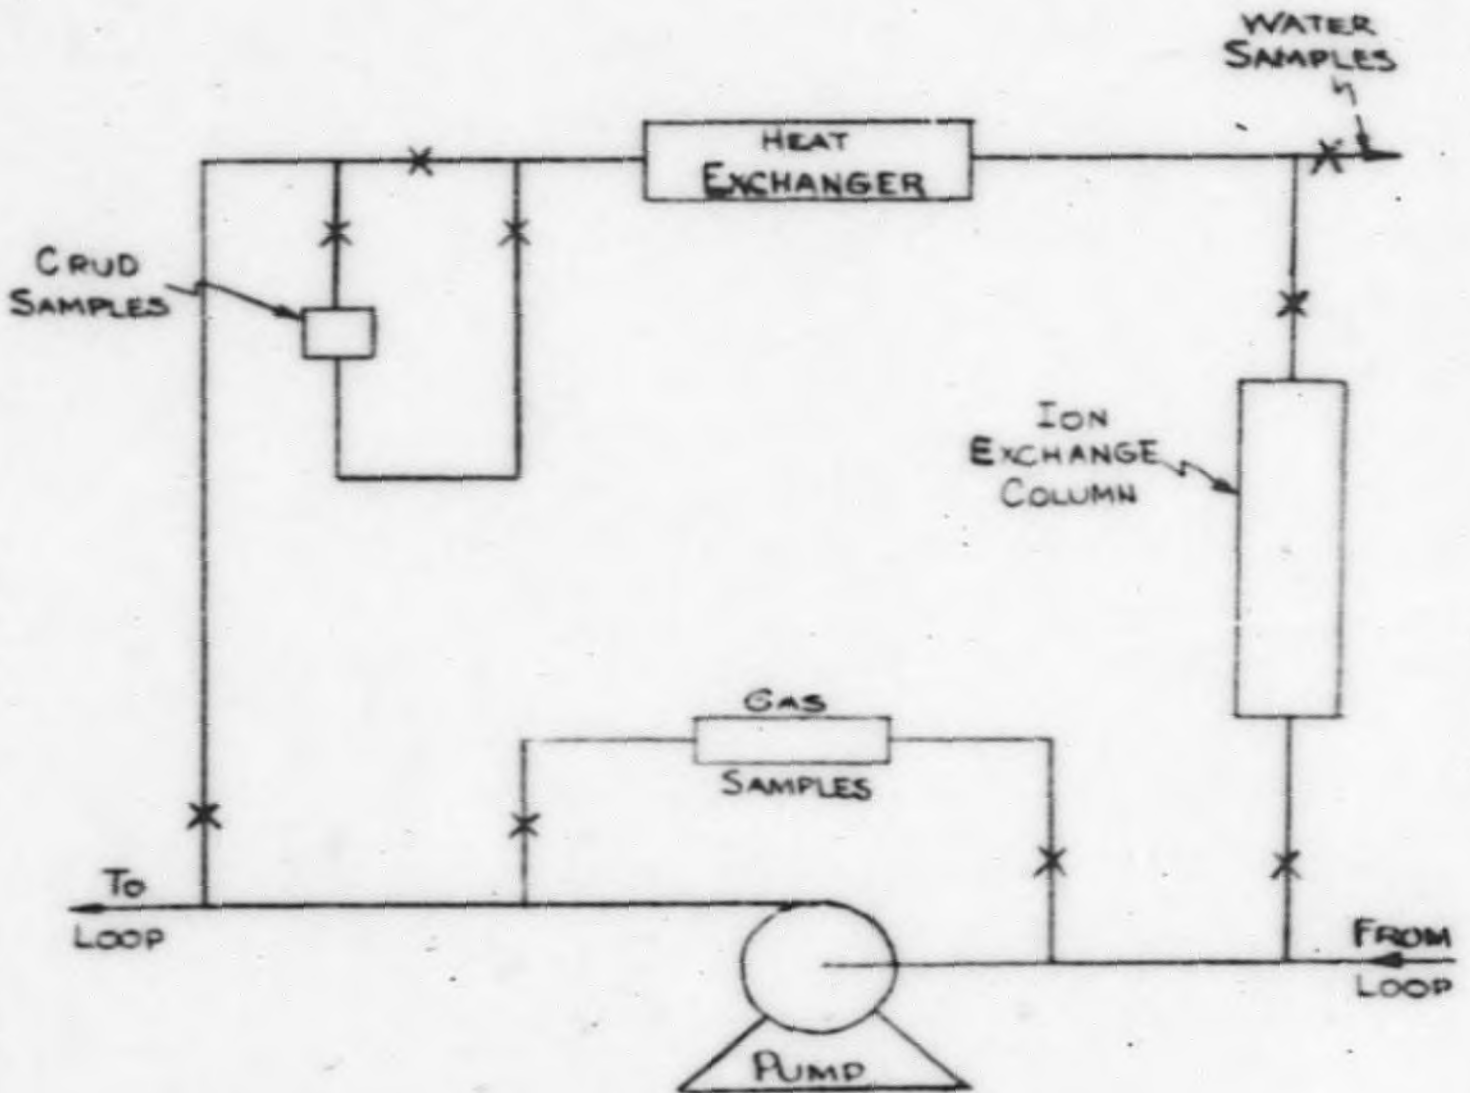 WATER
SAMPLES
HEAT
EXCHANGER
CRUD
SAMPLES
ION
EXCHANGE
COLUMN
GAS
SAMPLES
TO
LOOP
FROM
LOOP
PUMP